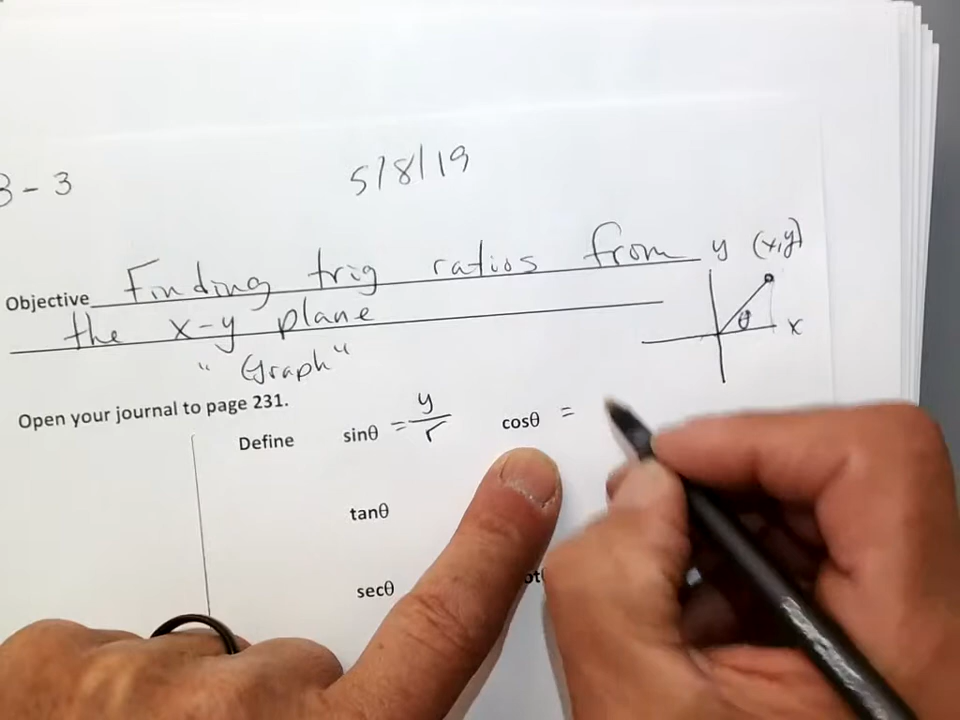 3 - 3
5/8/19
Objective Finding trig ratios from
the x-y plane
"Graph"
y (x,y)
θ x
Open your journal to page 231.
Define sinθ = y/r cosθ =
tanθ
secθ